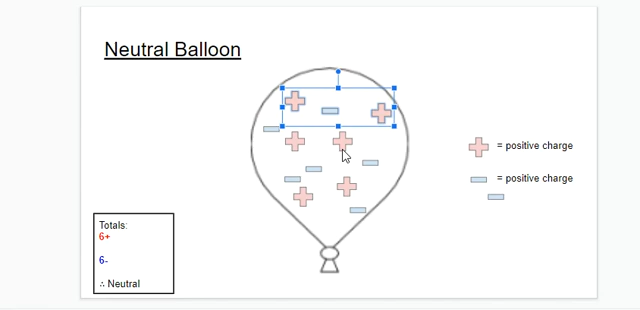 Neutral Balloon
= positive charge
= positive charge
Totals:
6+
6-
∴ Neutral